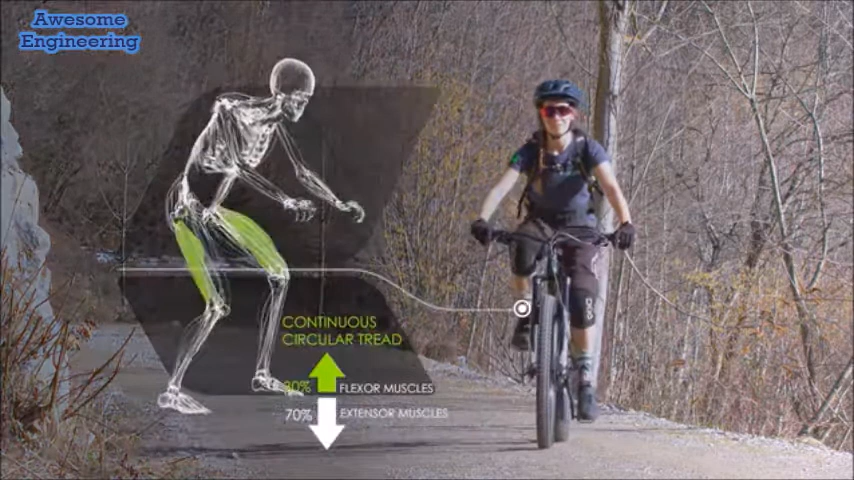 Awesome
Engineering
CONTINUOUS
CIRCULAR TREAD
30% FLEXOR MUSCLES
70% EXTENSOR MUSCLES